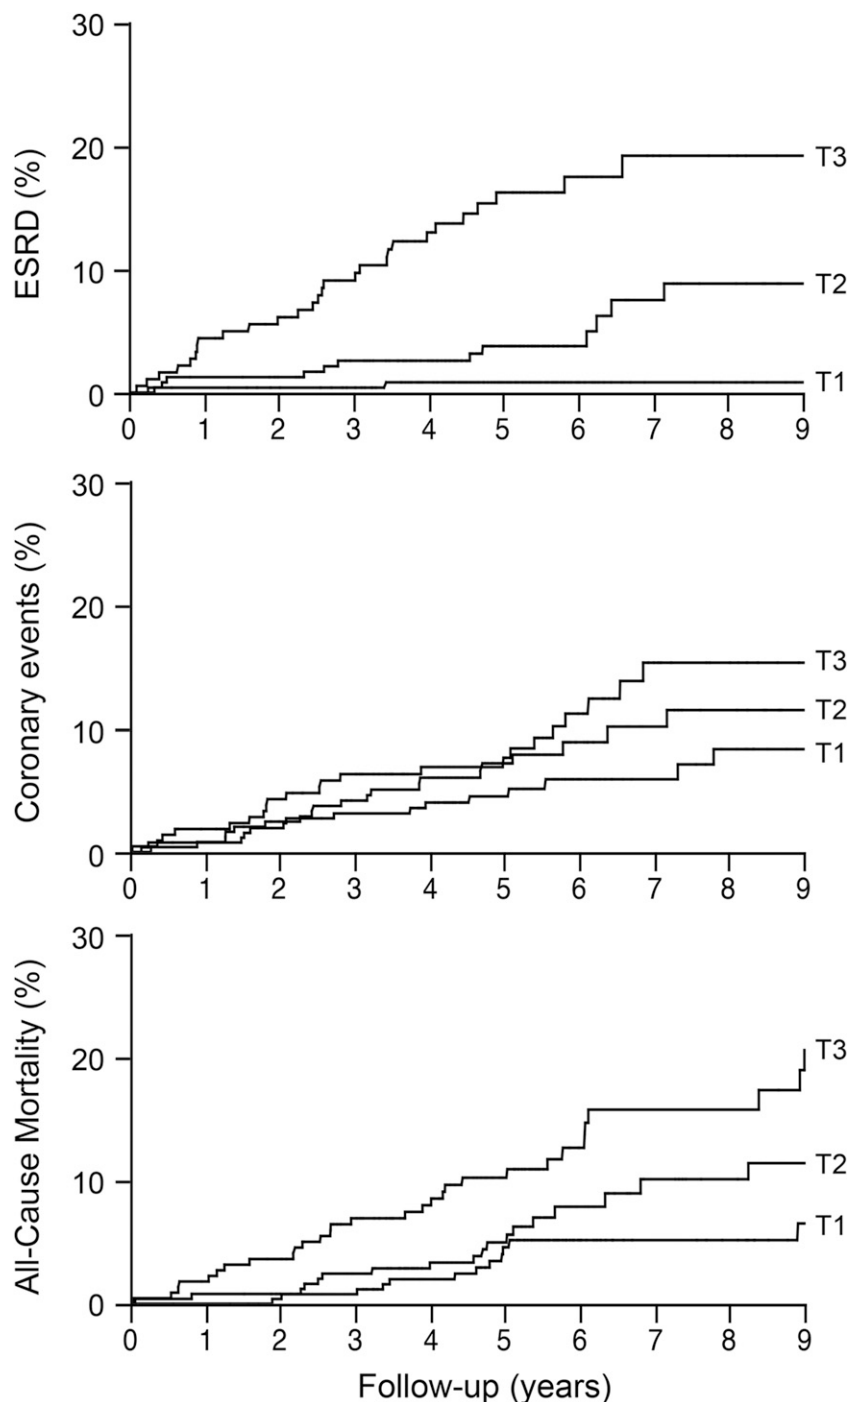 30
ESRD (%)
20
T3
10
T2
T1
0
0 1 2 3 4 5 6 7 8 9
30
Coronary events (%)
20
T3
T2
10
T1
0
0 1 2 3 4 5 6 7 8 9
30
All-Cause Mortality (%)
20
T3
T2
10
T1
0
0 1 2 3 4 5 6 7 8 9
Follow-up (years)